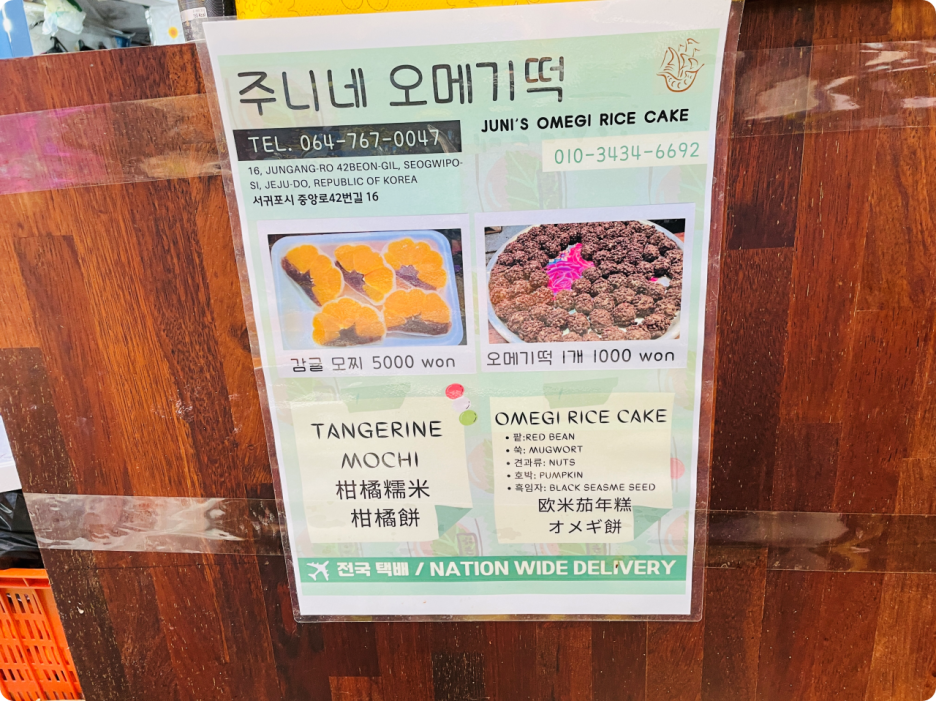 주니네 오메기떡
JUNI'S OMEGI RICE CAKE
TEL. 064-767-0047
010-3434-6692
16, JUNGANG-RO 42BEON-GIL, SEOGWIPO-
SI, JEJU-DO, REPUBLIC OF KOREA
서귀포시 중앙로42번길 16
감귤 모찌 5000 won
오메기떡 1개 1000 won
TANGERINE
MOCHI
柑橘糯米
柑橘餅
OMEGI RICE CAKE
• 팥:RED BEAN
• 쑥: MUGWORT
• 견과류: NUTS
• 호박: PUMPKIN
• 흑임자: BLACK SEASME SEED
欧米茄年糕
オメギ餅
전국 택배 / NATION WIDE DELIVERY